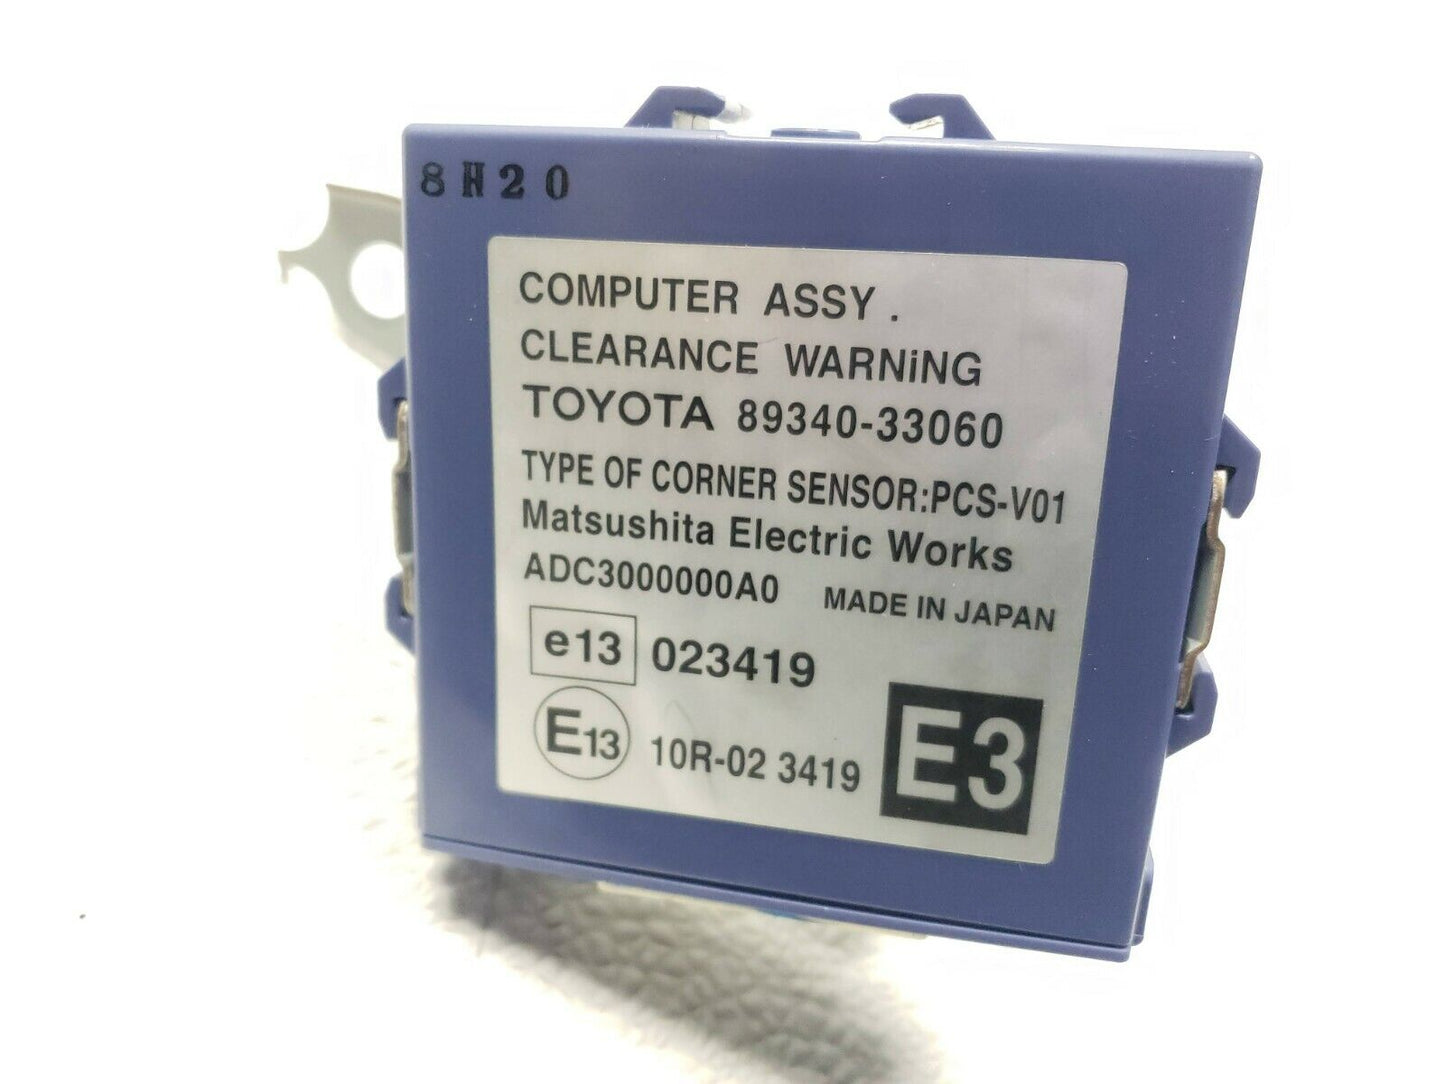 8H20
COMPUTER ASSY.
CLEARANCE WARNiNG
TOYOTA 89340-33060
TYPE OF CORNER SENSOR:PCS-V01
Matsushita Electric Works
ADC3000000A0 MADE IN JAPAN
e13 023419
E13 10R-02 3419 E3